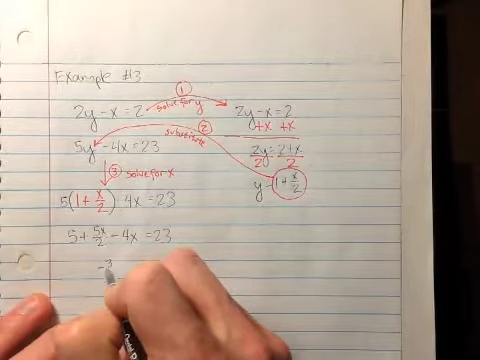 Example #3
① solve for y
2y - x = 2
2y - x = 2
+x +x
② substitute
5y - 4x = 23
2y = 2 + x
2 2
③ solve for x
y = 1 + x/2
5(1 + x/2) 4x = 23
5 + 5x/2 - 4x = 23
-3